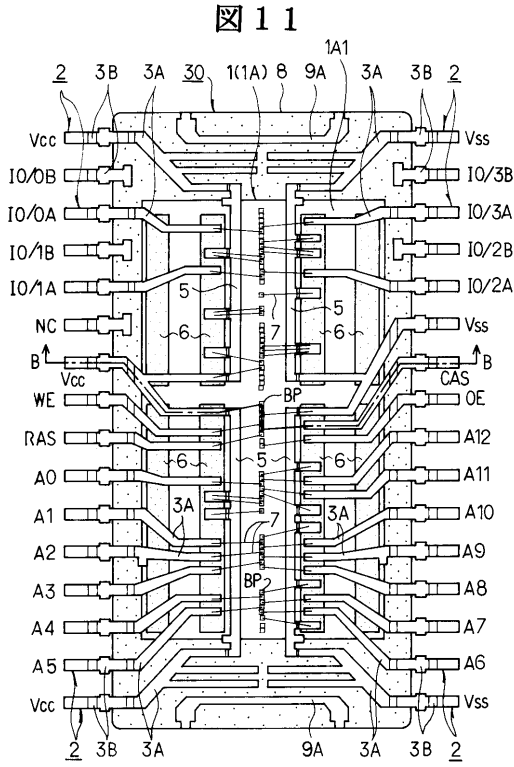 図11
1A1
2 3B 3A 30 1(1A) 8 9A 3A 3B 2
Vcc Vss
IO/0B IO/3B
IO/0A IO/3A
IO/1B IO/2B
IO/1A 5 7 5 IO/2A
NC 6 6 Vss
B B
Vcc CAS
WE BP OE
RAS 6 5 6 A12
A0 A11
A1 3A 7 3A A10
A2 A9
A3 BP A8
A4 A7
A5 A6
Vcc Vss
2 3B 3A 9A 3A 3B 2